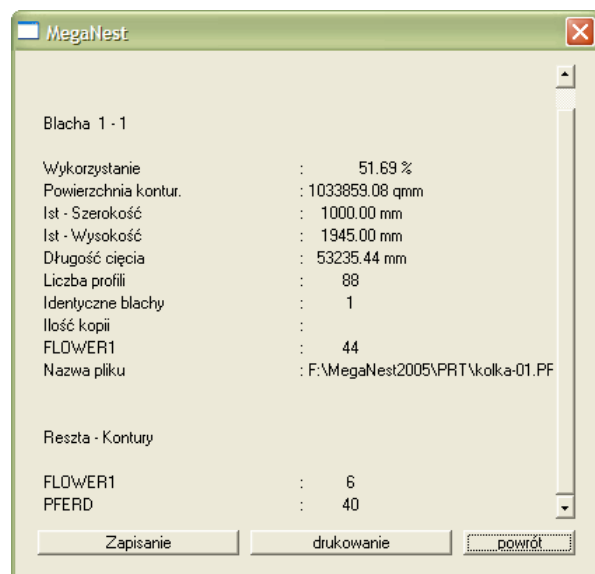 MegaNest
Blacha 1 - 1
Wykorzystanie : 51.69 %
Powierzchnia kontur. : 1033859.08 qmm
Ist - Szerokość : 1000.00 mm
Ist - Wysokość : 1945.00 mm
Długość cięcia : 53235.44 mm
Liczba profili : 88
Identyczne blachy : 1
Ilość kopii :
FLOWER1 : 44
Nazwa pliku : F:\MegaNest2005\PRT\kolka-01.PF
Reszta - Kontury
FLOWER1 : 6
PFERD : 40
Zapisanie drukowanie powrót